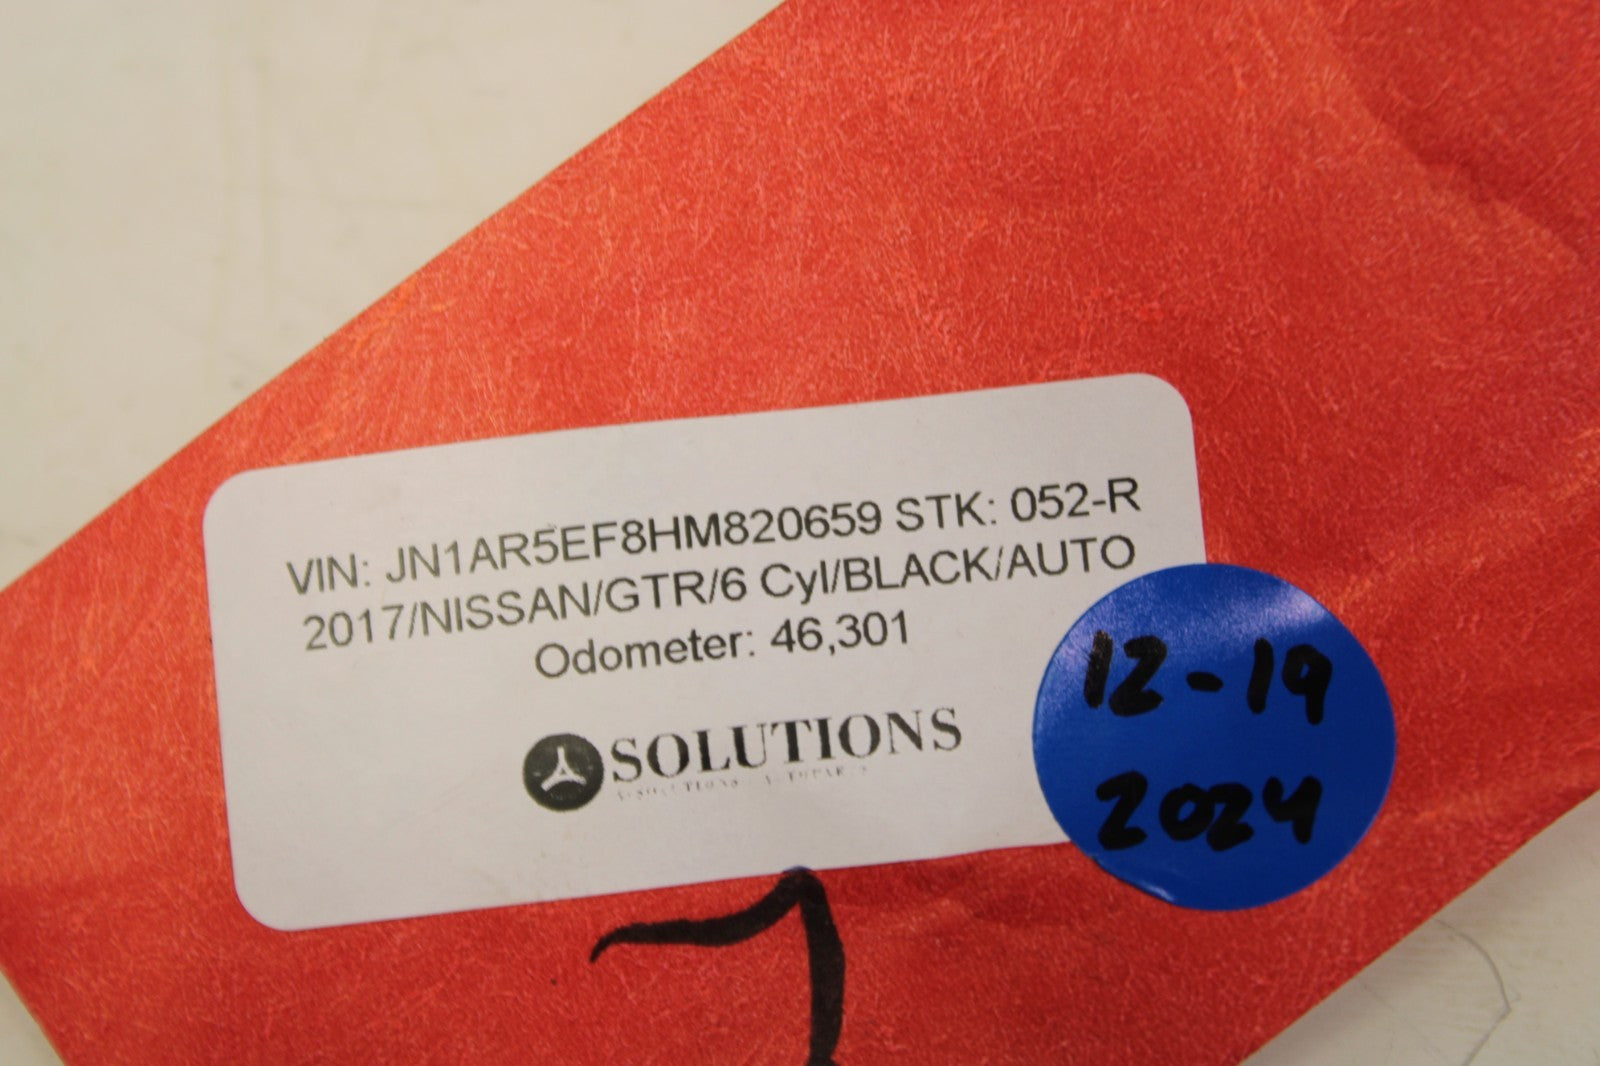 VIN: JN1AR5EF8HM820659 STK: 052-R
2017/NISSAN/GTR/6 Cyl/BLACK/AUTO
Odometer: 46,301
SOLUTIONS
12-19
2024